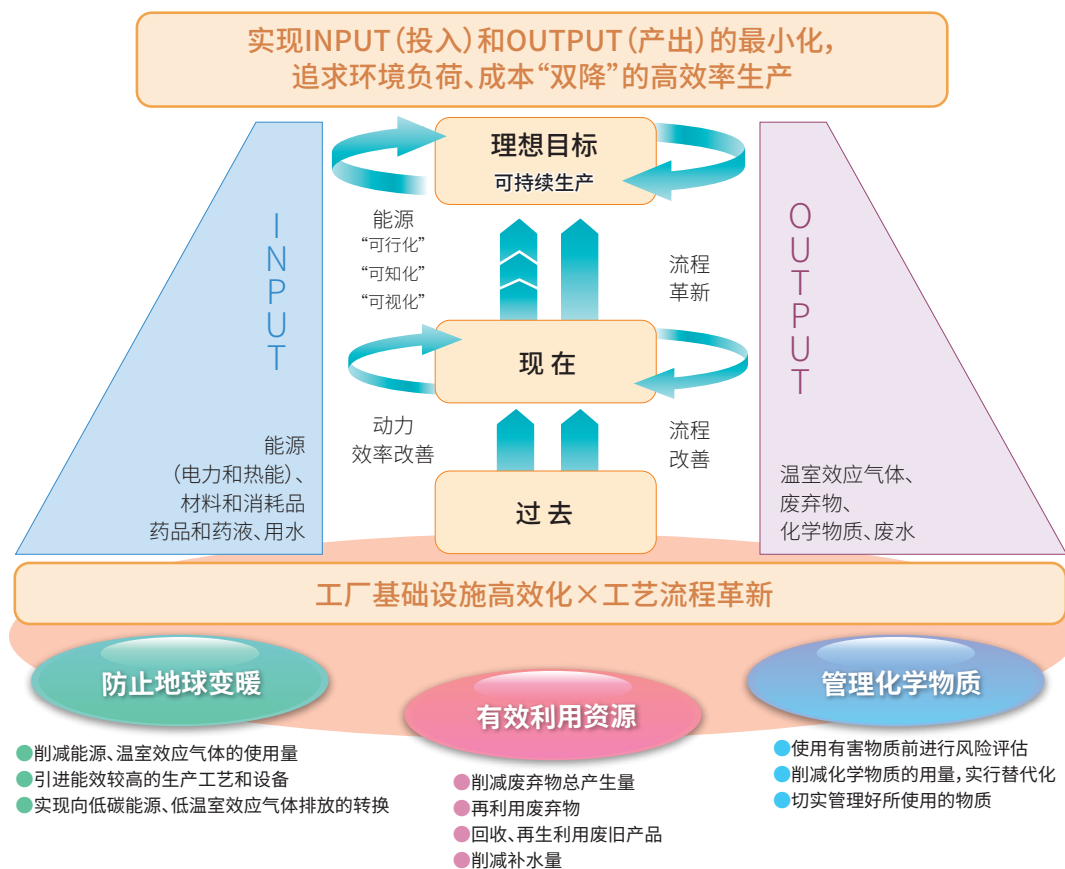 实现INPUT（投入）和OUTPUT（产出）的最小化，
追求环境负荷、成本“双降”的高效率生产
理想目标
可持续生产
INPUT
OUTPUT
能源
“可行化”
“可知化”
“可视化”
流程
革新
现在
动力
效率改善
流程
改善
能源
（电力和热能）、
材料和消耗品
药品和药液、用水
过去
温室效应气体、
废弃物、
化学物质、废水
工厂基础设施高效化×工艺流程革新
防止地球变暖
●削减能源、温室效应气体的使用量
●引进能效较高的生产工艺和设备
●实现向低碳能源、低温室效应气体排放的转换
有效利用资源
●削减废弃物总产生量
●再利用废弃物
●回收、再生利用废旧产品
●削减补水量
管理化学物质
●使用有害物质前进行风险评估
●削减化学物质的用量，实行替代化
●切实管理好所使用的物质